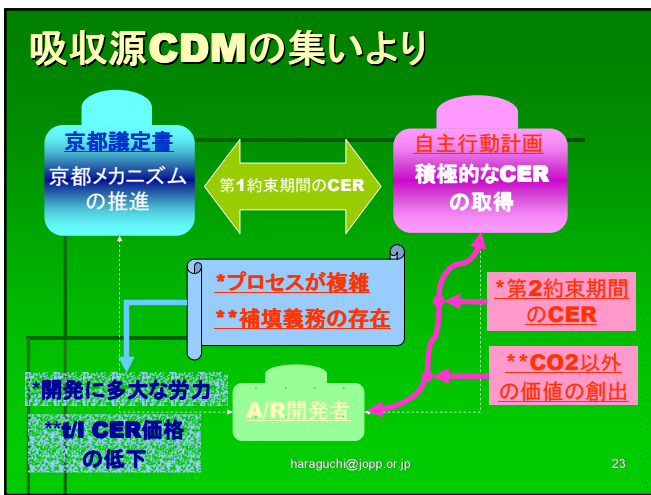 吸収源CDMの集いより
京都議定書
京都メカニズム
の推進
第1約束期間のCER
自主行動計画
積極的なCER
の取得
*プロセスが複雑
**補填義務の存在
*第2約束期間
のCER
**CO2以外
の価値の創出
*開発に多大な労力
**t/l CER価格
の低下
A/R開発者
haraguchi@jopp.or.jp
23